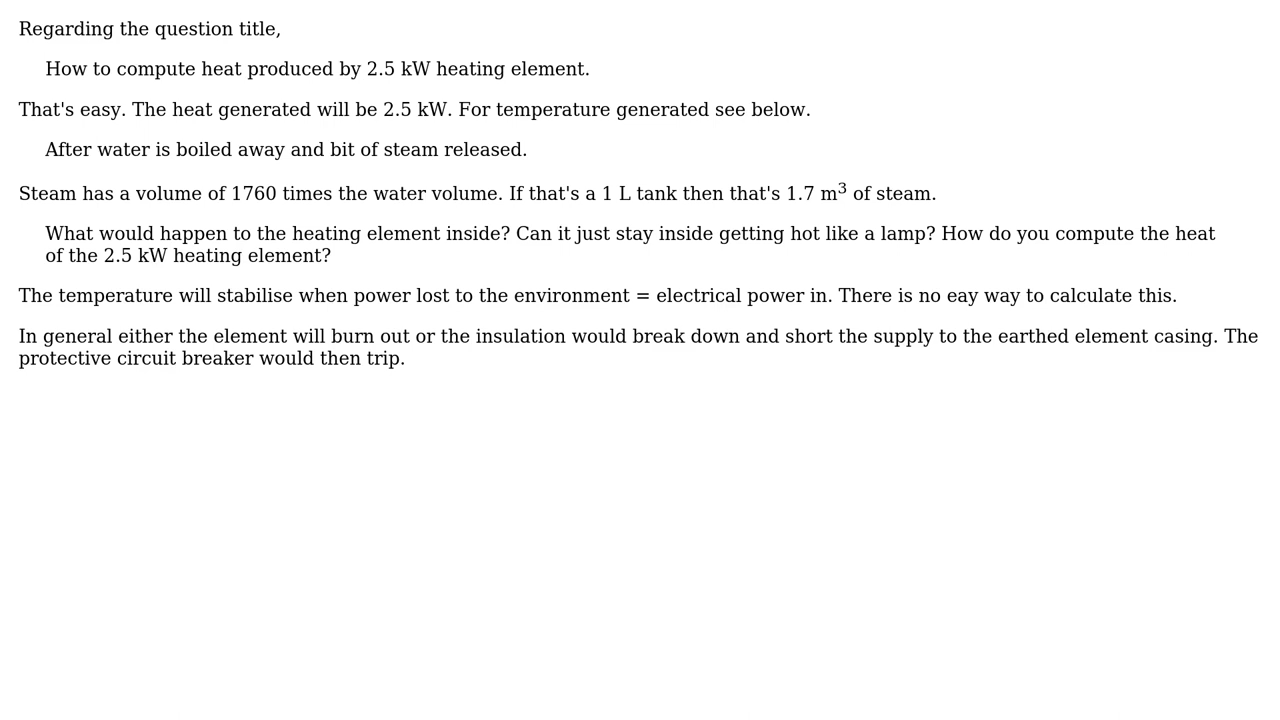 Regarding the question title,
How to compute heat produced by 2.5 kW heating element.
That's easy. The heat generated will be 2.5 kW. For temperature generated see below.
After water is boiled away and bit of steam released.
Steam has a volume of 1760 times the water volume. If that's a 1 L tank then that's 1.7 m³ of steam.
What would happen to the heating element inside? Can it just stay inside getting hot like a lamp? How do you compute the heat
of the 2.5 kW heating element?
The temperature will stabilise when power lost to the environment = electrical power in. There is no eay way to calculate this.
In general either the element will burn out or the insulation would break down and short the supply to the earthed element casing. The
protective circuit breaker would then trip.